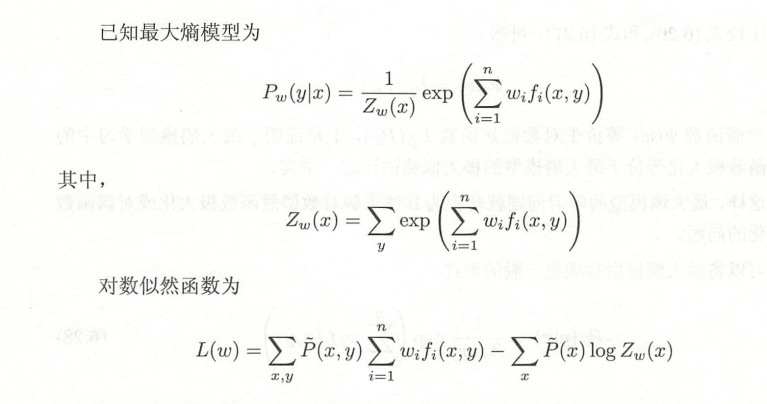 已知最大熵模型为
P_w(y|x) = \frac{1}{Z_w(x)} \exp\left(\sum_{i=1}^{n} w_i f_i(x, y)\right)
其中，
Z_w(x) = \sum_{y} \exp\left(\sum_{i=1}^{n} w_i f_i(x, y)\right)
对数似然函数为
L(w) = \sum_{x,y} \tilde{P}(x, y) \sum_{i=1}^{n} w_i f_i(x, y) - \sum_{x} \tilde{P}(x) \log Z_w(x)